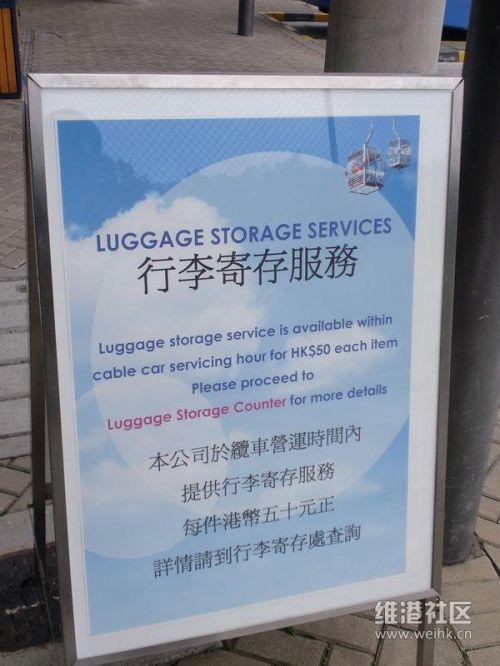 LUGGAGE STORAGE SERVICES
行李寄存服務
Luggage storage service is available within
cable car servicing hour for HK$50 each item
Please proceed to
Luggage Storage Counter for more details
本公司於纜車營運時間內
提供行李寄存服務
每件港幣五十元正
詳情請到行李寄存處查詢
维港社区
www.weihk.cn